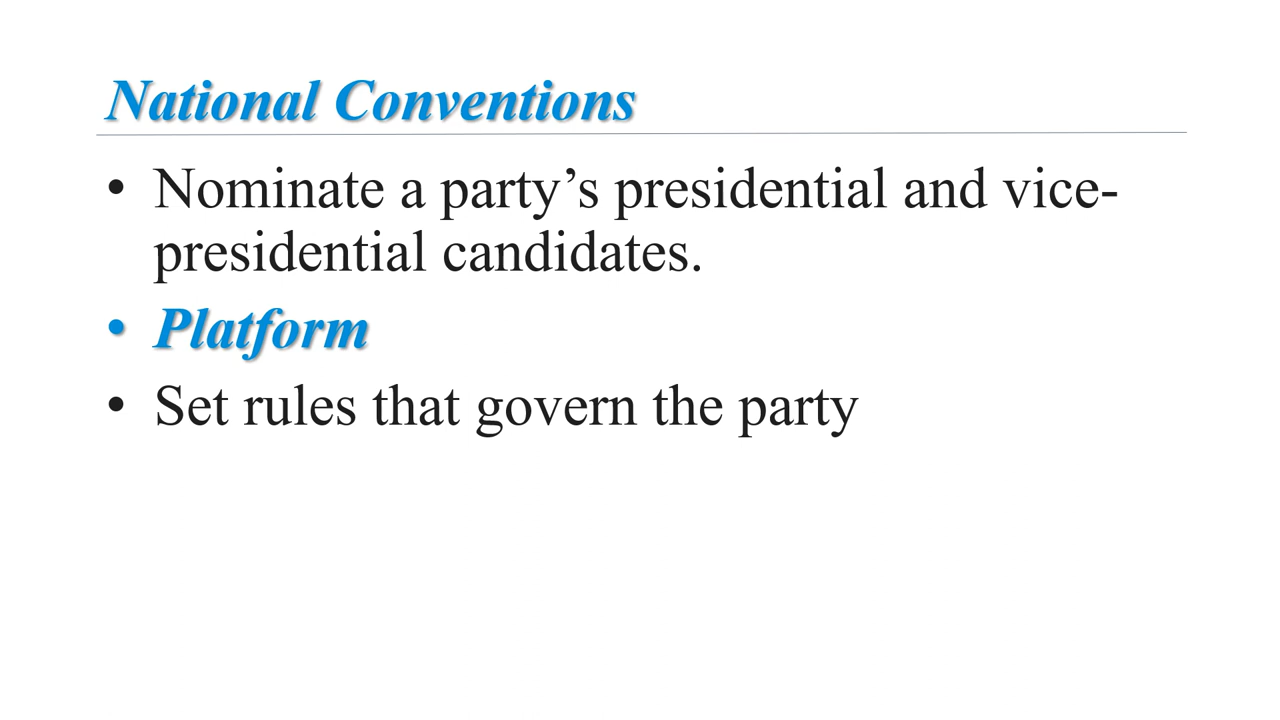 National Conventions
• Nominate a party’s presidential and vice-
presidential candidates.
• Platform
• Set rules that govern the party